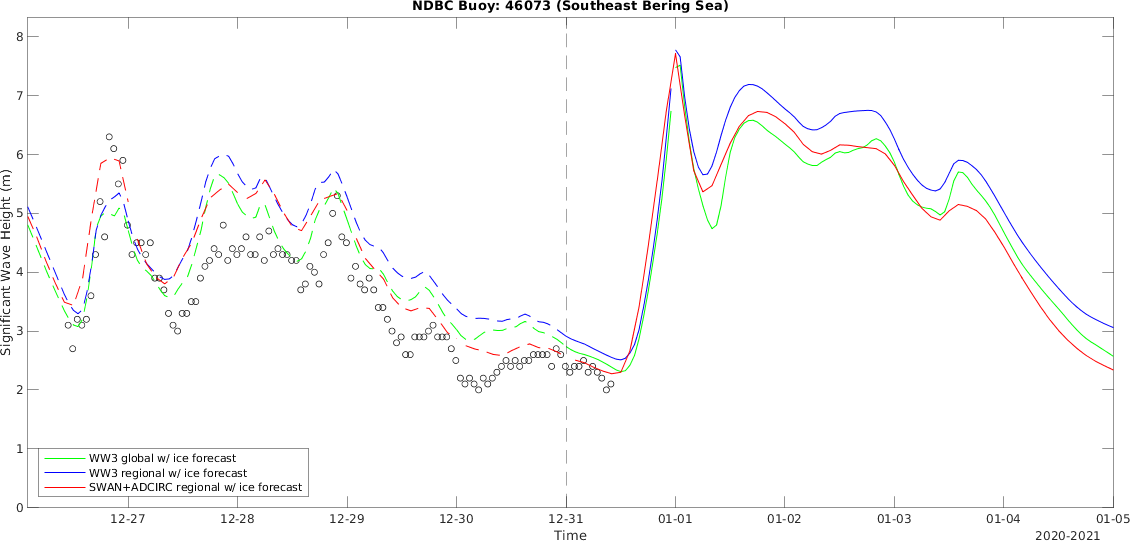 NDBC Buoy: 46073 (Southeast Bering Sea)
8
7
6
5
4
3
2
1
0
Significant Wave Height (m)
WW3 global w/ ice forecast
WW3 regional w/ ice forecast
SWAN+ADCIRC regional w/ ice forecast
12-27 12-28 12-29 12-30 12-31 01-01 01-02 01-03 01-04 01-05
Time
2020-2021